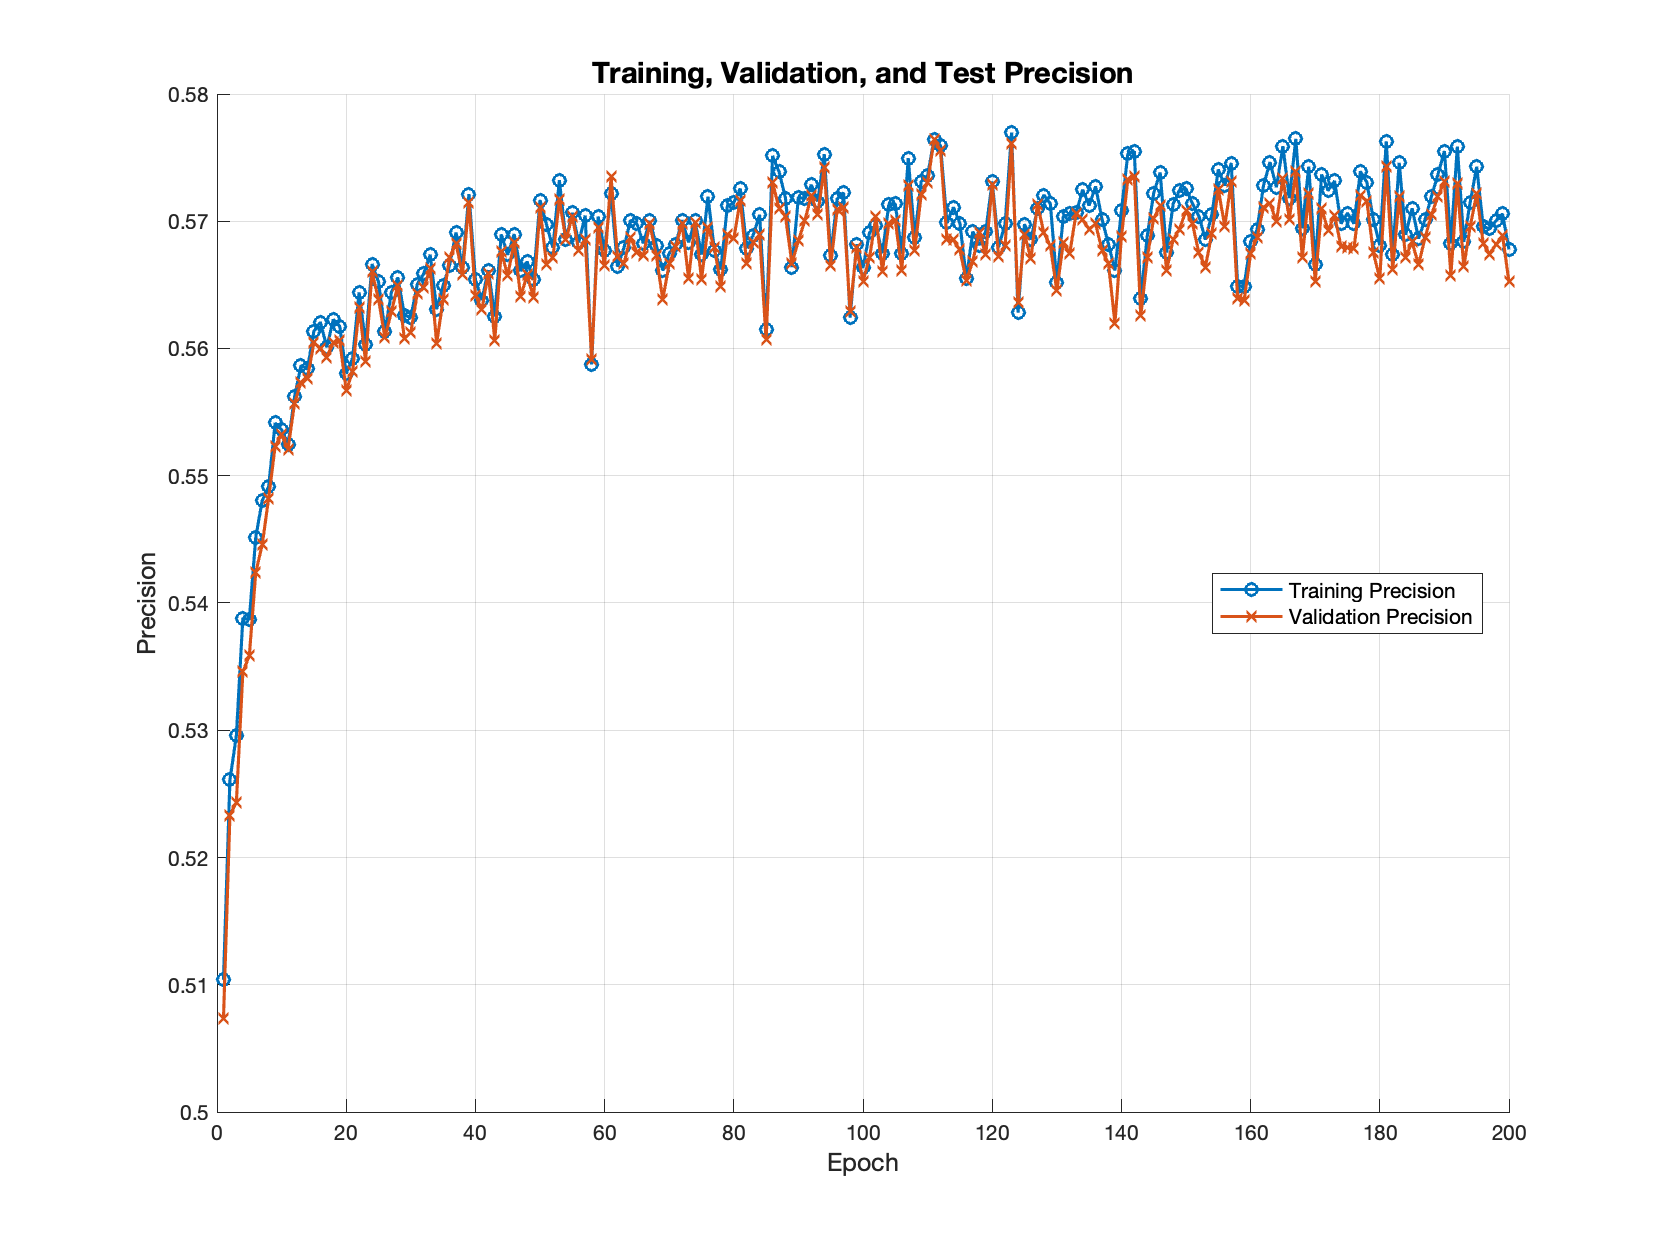 Training, Validation, and Test Precision
0.58
0.57
0.56
0.55
0.54
0.53
0.52
0.51
0.5
Precision
Training Precision
Validation Precision
0 20 40 60 80 100 120 140 160 180 200
Epoch